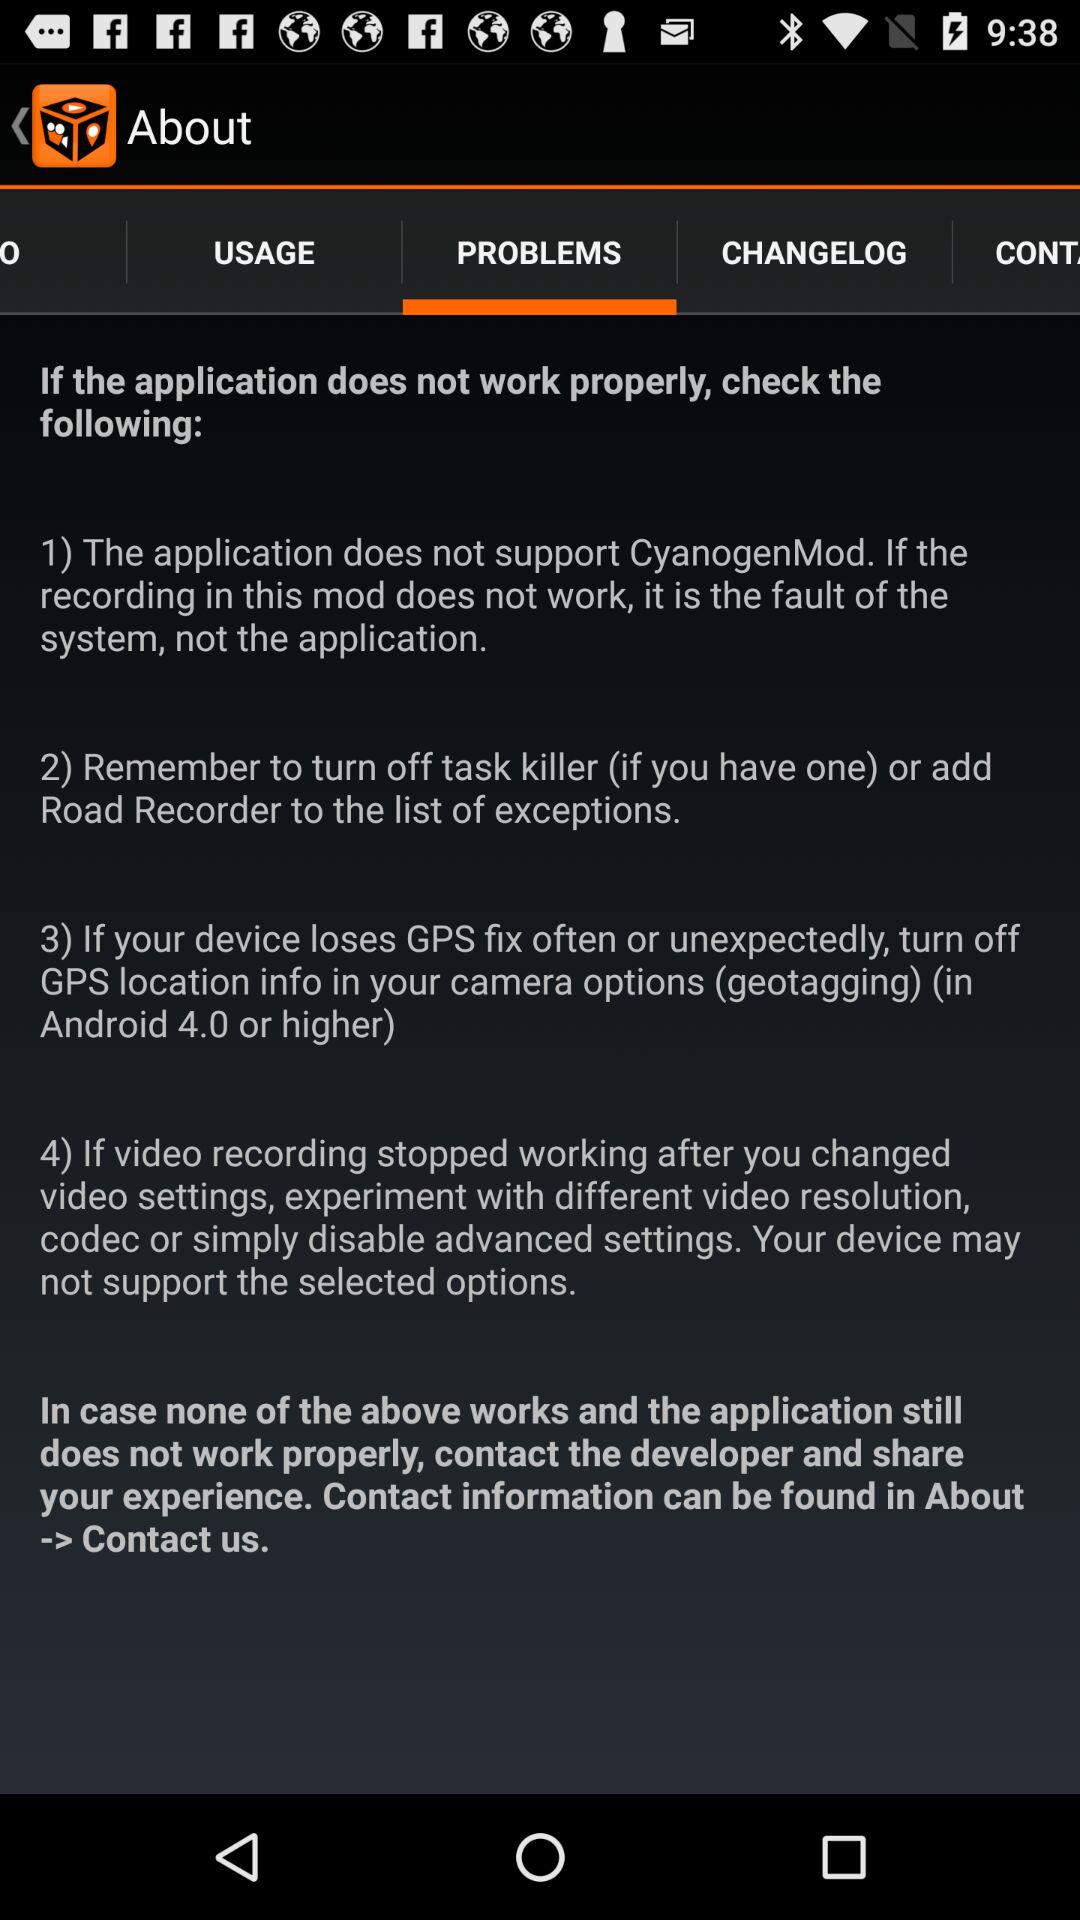 9:38
About
O USAGE PROBLEMS CHANGELOG CONT
If the application does not work properly, check the
following:
1) The application does not support CyanogenMod. If the
recording in this mod does not work, it is the fault of the
system, not the application.
2) Remember to turn off task killer (if you have one) or add
Road Recorder to the list of exceptions.
3) If your device loses GPS fix often or unexpectedly, turn off
GPS location info in your camera options (geotagging) (in
Android 4.0 or higher)
4) If video recording stopped working after you changed
video settings, experiment with different video resolution,
codec or simply disable advanced settings. Your device may
not support the selected options.
In case none of the above works and the application still
does not work properly, contact the developer and share
your experience. Contact information can be found in About
-> Contact us.